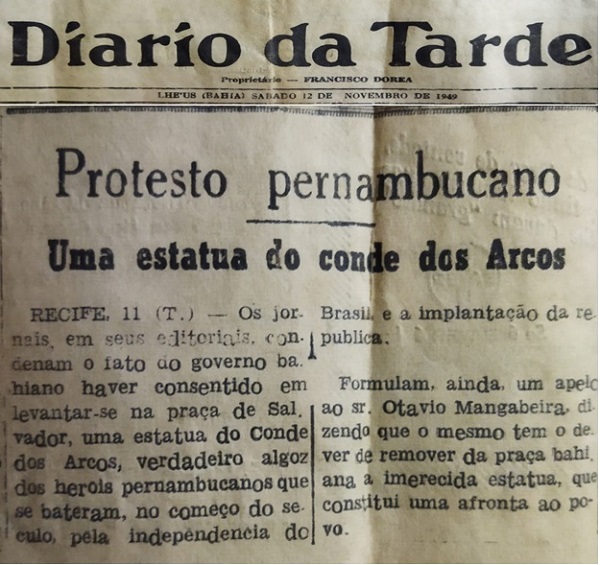 Diario da Tarde
Proprietário — FRANCISCO DOREA
LHE'US (BAHIA) SABADO 12 DE NOVEMBRO DE 1949
Protesto pernambucano
Uma estatua do conde dos Arcos
RECIFE, 11 (T.) — Os jor-
nais, em seus editoriais, con-
denam o fato do governo ba-
hiano haver consentido em
levantar-se na praça de Sal.
vador, uma estatua do Conde
dos Arcos, verdadeiro algoz
dos herois pernambucanos que
se bateram, no começo do se-
culo, pela independencia do
Brasil e a implantação da re-
publica.
Formulam, ainda, um apelo
ao sr. Otavio Mangabeira, di-
zendo que o mesmo tem o de-
ver de remover da praça bahi,
ana a imerecida estatua, que
constitui uma afronta ao po-
vo.